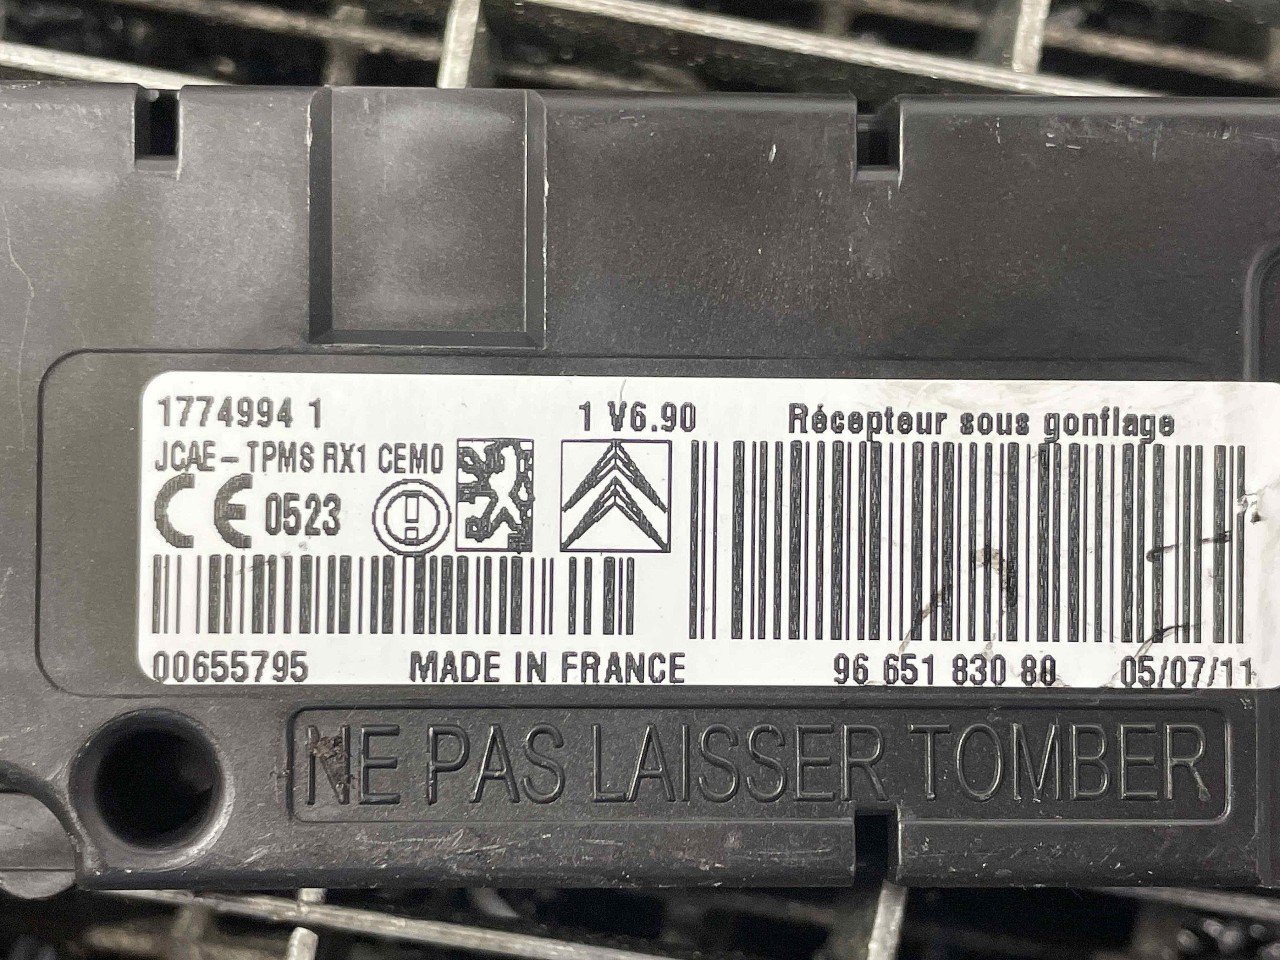 1774994 1 1 V6.90 Récepteur sous gonflage
JCAE-TPMS RX1 CEM0
CE 0523
00655795 MADE IN FRANCE 96 651 830 80 05/07/11
NE PAS LAISSER TOMBER